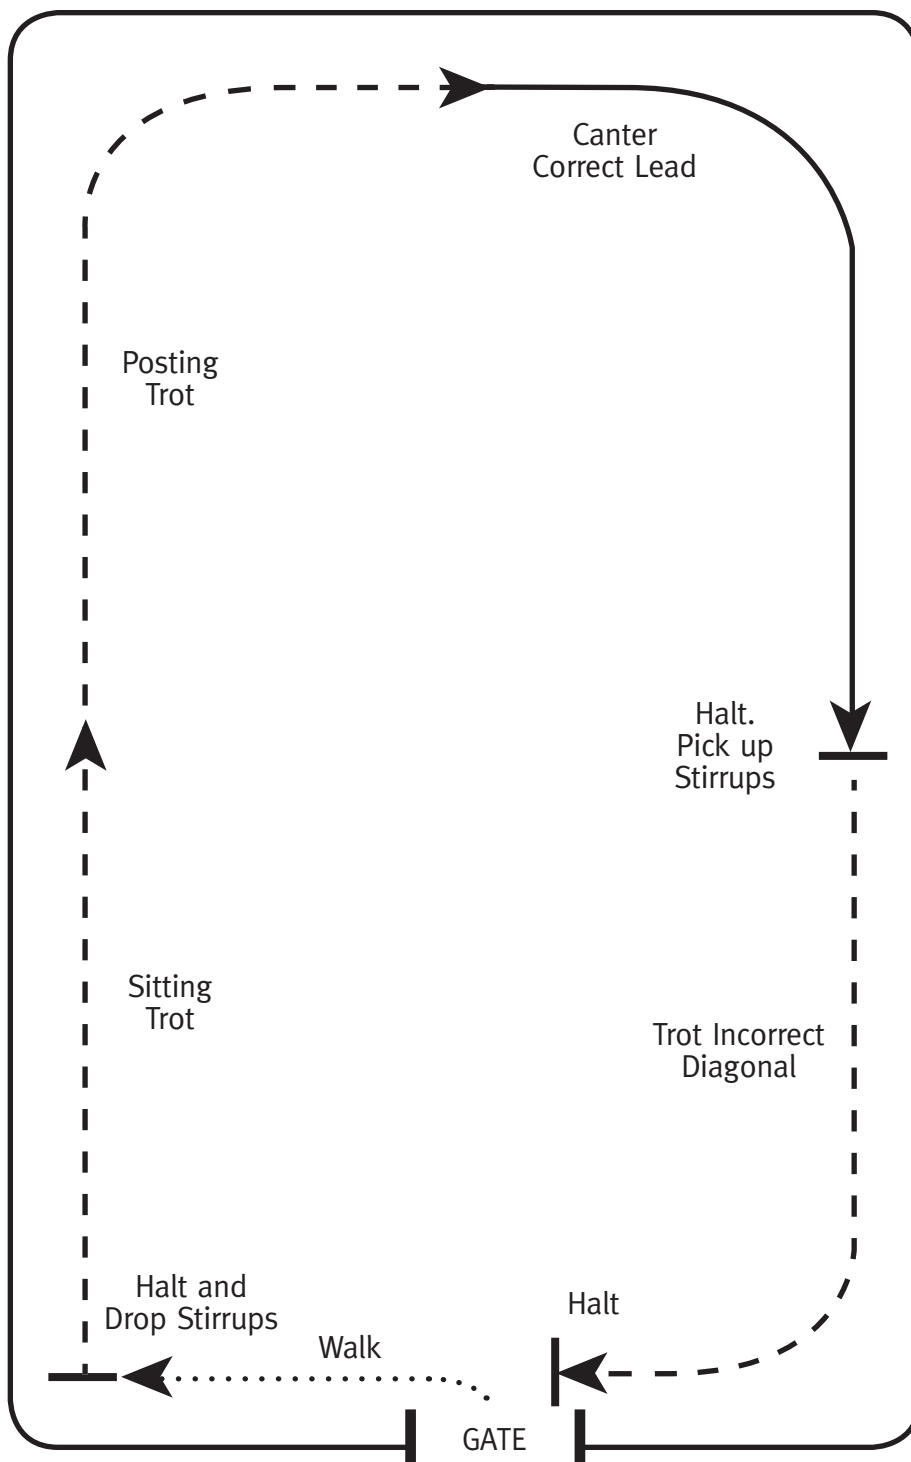 Canter
Correct Lead
Posting
Trot
Halt.
Pick up
Stirrups
Sitting
Trot
Trot Incorrect
Diagonal
Halt and
Drop Stirrups
Halt
Walk
GATE